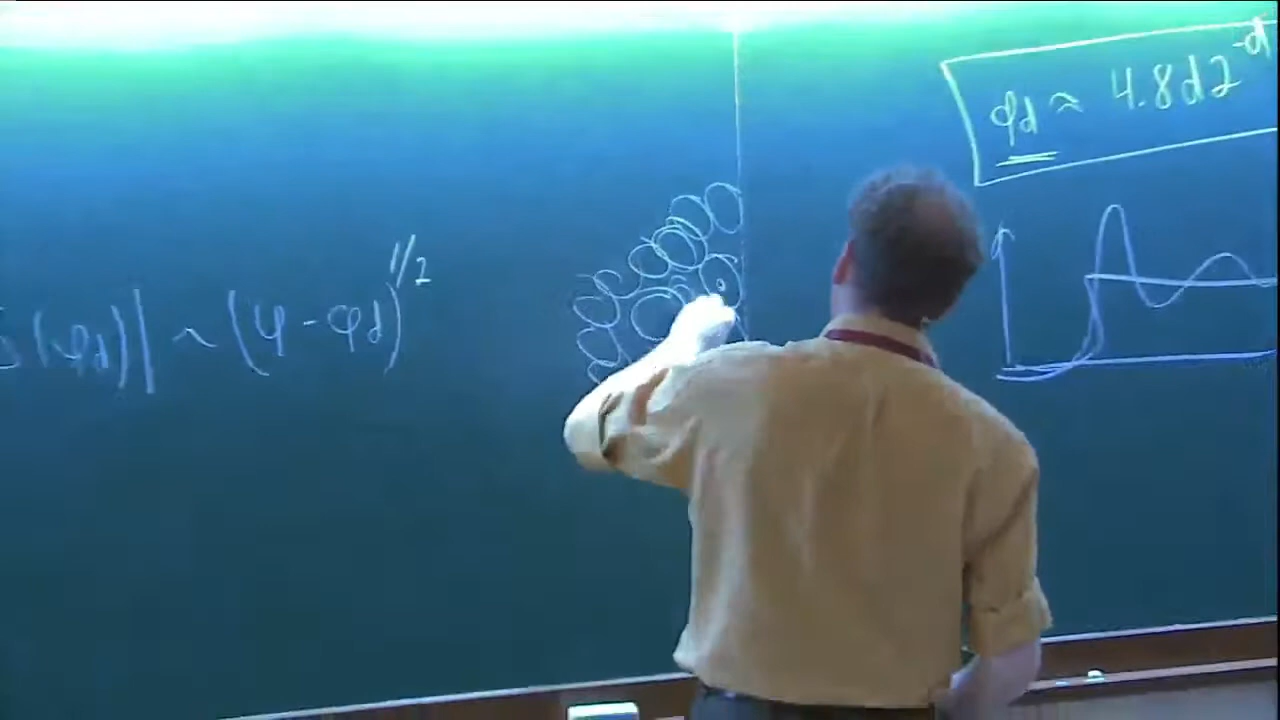 (φd)| ~ (φ - φd)^1/2
φd ≈ 4.8d2^-d